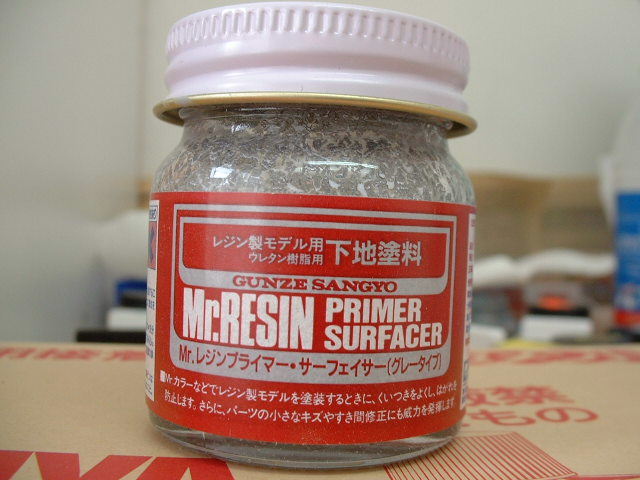 レジン製モデル用
ウレタン樹脂用
下地塗料
GUNZE SANGYO
Mr.RESIN
PRIMER
SURFACER
Mr.レジンプライマー・サーフェイサー(グレータイプ)
■Mr.カラーなどでレジン製モデルを塗装するときに、くいつきをよくし、はがれを
防止します。さらに、パーツの小さなキズやすき間修正にも威力を発揮します。